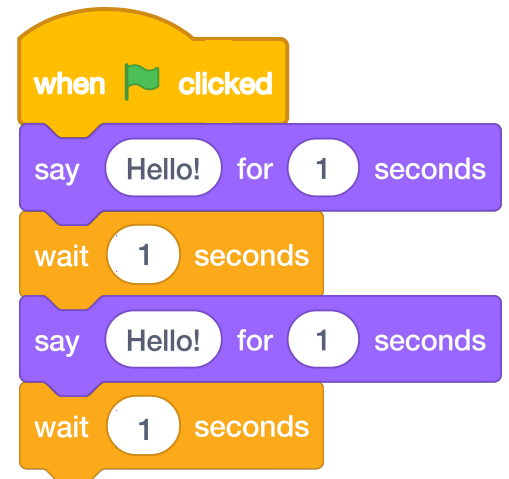 when clicked
say Hello! for 1 seconds
wait 1 seconds
say Hello! for 1 seconds
wait 1 seconds